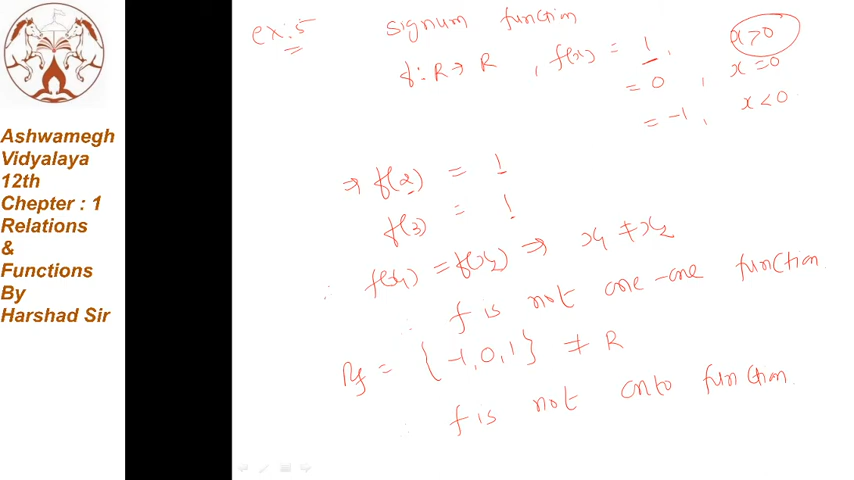 Ashwamegh
Vidyalaya
12th
Chepter : 1
Relations
&
Functions
By
Harshad Sir
ex.5 signum function
f: R → R , f(x) = 1, x>0
= 0 , x=0
= -1, x<0
⇒ f(2) = 1
f(3) = 1
∴ f(x₁) = f(x₂) ⇒ x₁ ≠ x₂
∴ f is not one-one function
Rf = { -1, 0, 1 } ≠ R
∴ f is not onto function.